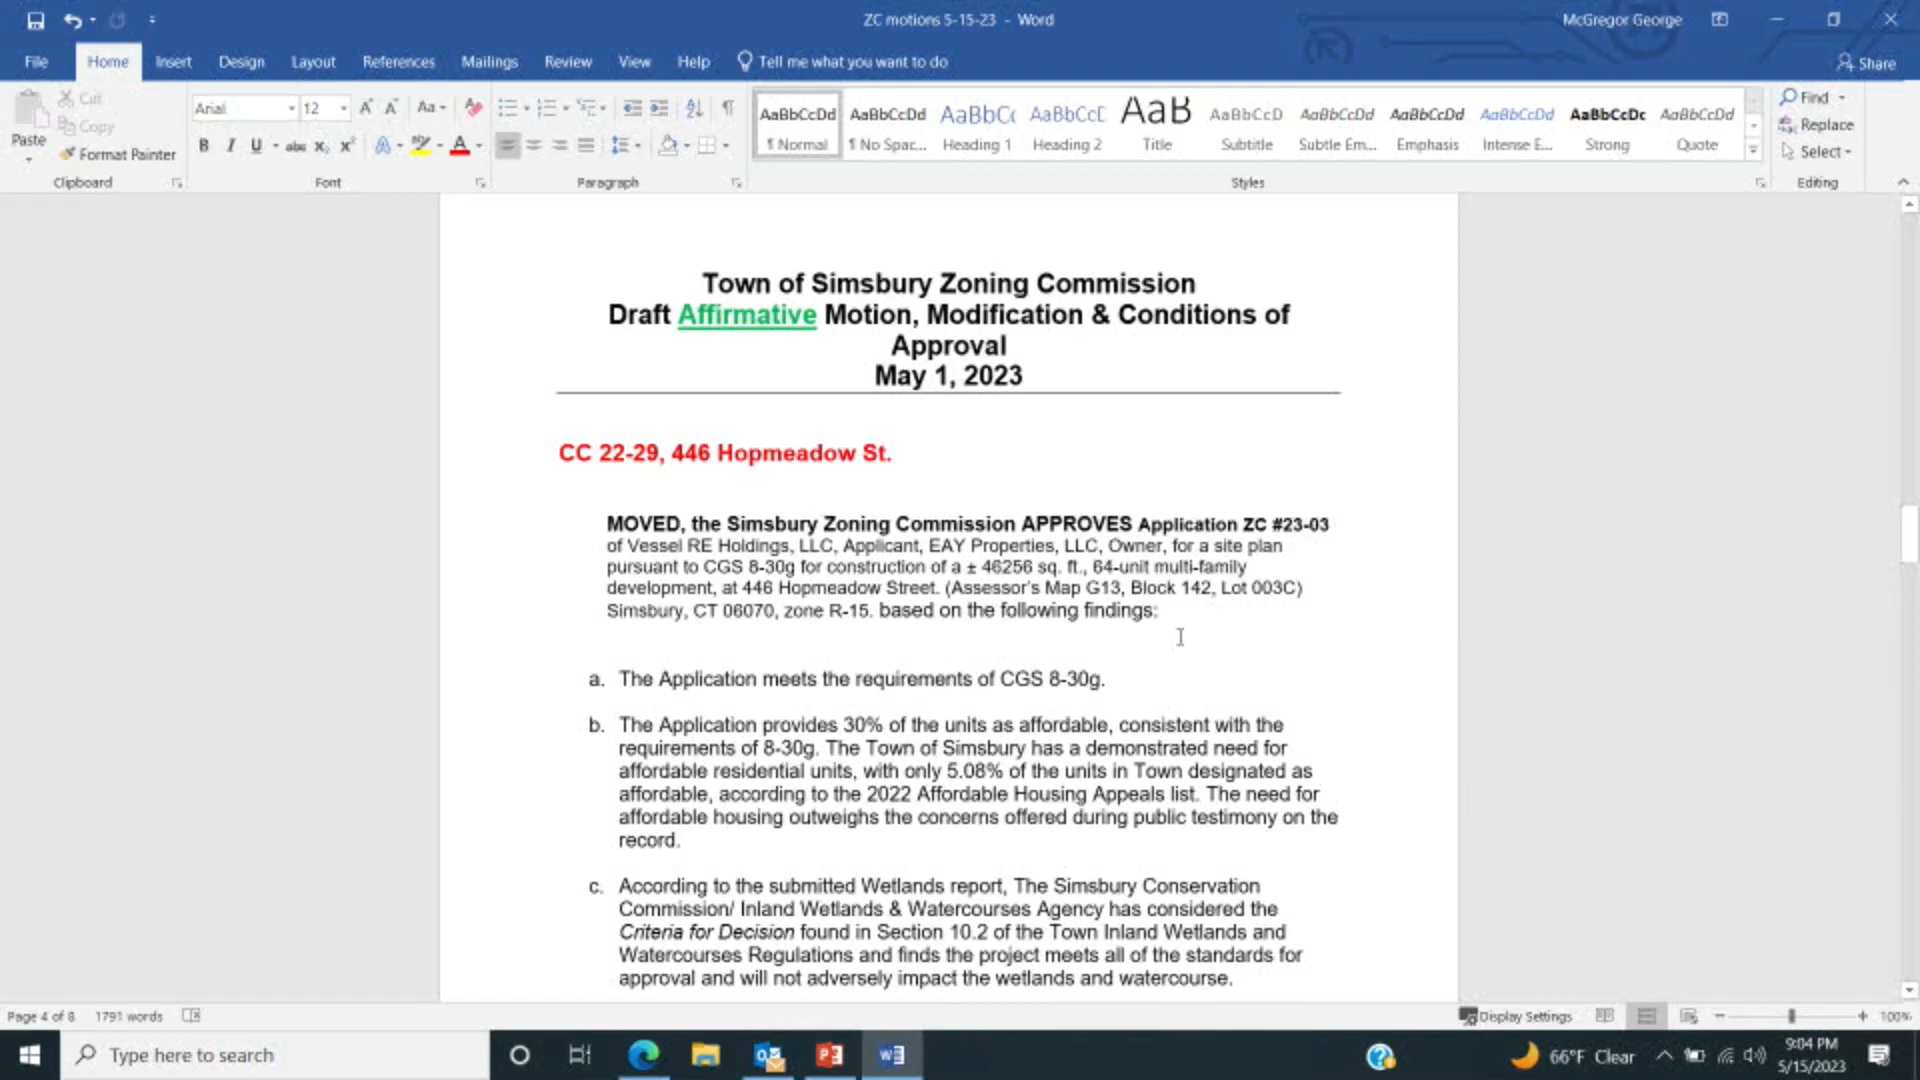 ZC motions 5-15-23 - Word
McGregor George
File Home Insert Design Layout References Mailings Review View Help Tell me what you want to do
Share
Paste
Cut
Copy
Format Painter
Clipboard
Arial 12
Font
Paragraph
AaBbCcDd AaBbCcDd AaBbC( AaBbCcE AaB AaBbCcD AaBbCcDd AaBbCcDd AaBbCcDd AaBbCcDc AaBbCcDd
¶ Normal ¶ No Spac... Heading 1 Heading 2 Title Subtitle Subtle Em... Emphasis Intense E... Strong Quote
Styles
Find
Replace
Select
Editing
Town of Simsbury Zoning Commission
Draft Affirmative Motion, Modification & Conditions of
Approval
May 1, 2023
CC 22-29, 446 Hopmeadow St.
MOVED, the Simsbury Zoning Commission APPROVES Application ZC #23-03
of Vessel RE Holdings, LLC, Applicant, EAY Properties, LLC, Owner, for a site plan
pursuant to CGS 8-30g for construction of a ± 46256 sq. ft., 64-unit multi-family
development, at 446 Hopmeadow Street. (Assessor's Map G13, Block 142, Lot 003C)
Simsbury, CT 06070, zone R-15. based on the following findings:
a. The Application meets the requirements of CGS 8-30g.
b. The Application provides 30% of the units as affordable, consistent with the
requirements of 8-30g. The Town of Simsbury has a demonstrated need for
affordable residential units, with only 5.08% of the units in Town designated as
affordable, according to the 2022 Affordable Housing Appeals list. The need for
affordable housing outweighs the concerns offered during public testimony on the
record.
c. According to the submitted Wetlands report, The Simsbury Conservation
Commission/ Inland Wetlands & Watercourses Agency has considered the
Criteria for Decision found in Section 10.2 of the Town Inland Wetlands and
Watercourses Regulations and finds the project meets all of the standards for
approval and will not adversely impact the wetlands and watercourse.
Page 4 of 8 1791 words
Display Settings
100%
Type here to search
66°F Clear
9:04 PM
5/15/2023